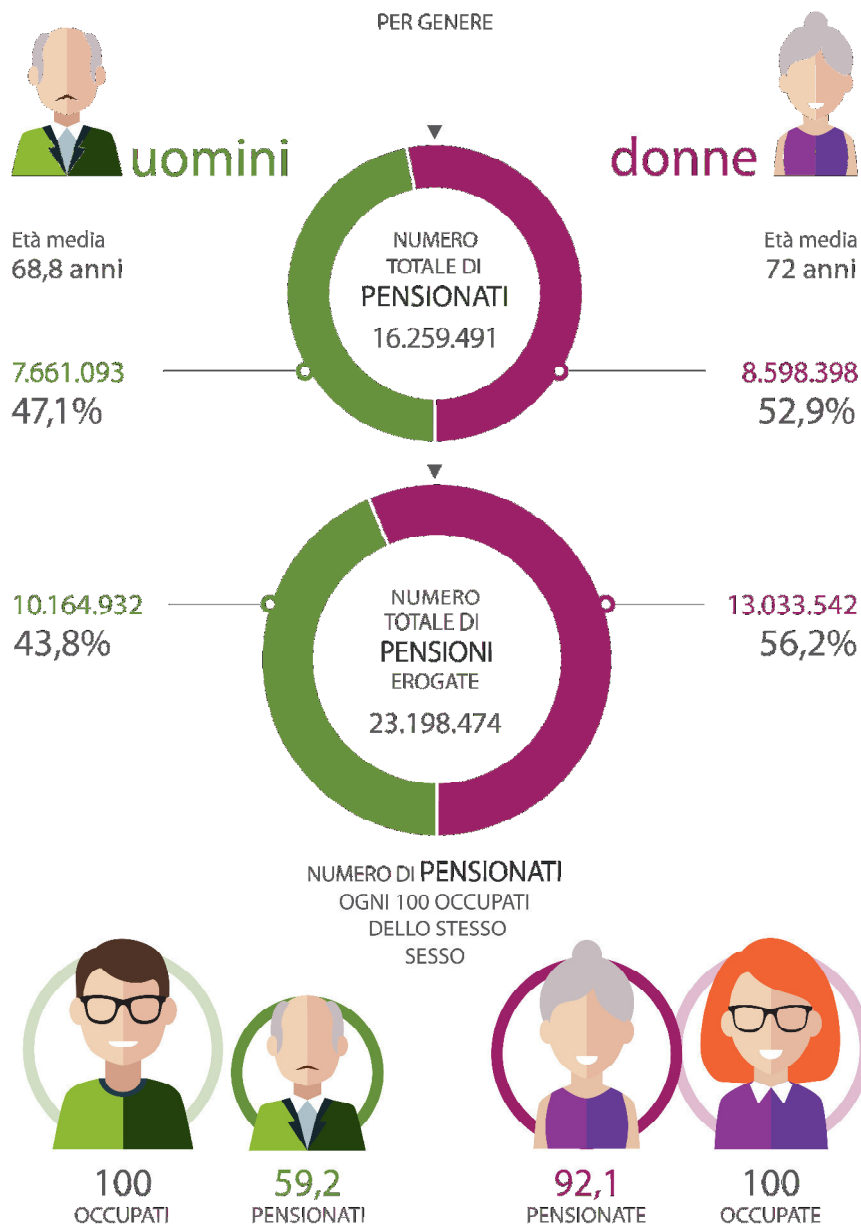 PER GENERE
uomini
donne
Età media
68,8 anni
Età media
72 anni
NUMERO
TOTALE DI
PENSIONATI
16.259.491
7.661.093
47,1%
8.598.398
52,9%
NUMERO
TOTALE DI
PENSIONI
EROGATE
23.198.474
10.164.932
43,8%
13.033.542
56,2%
NUMERO DI PENSIONATI
OGNI 100 OCCUPATI
DELLO STESSO
SESSO
100
OCCUPATI
59,2
PENSIONATI
92,1
PENSIONATE
100
OCCUPATE